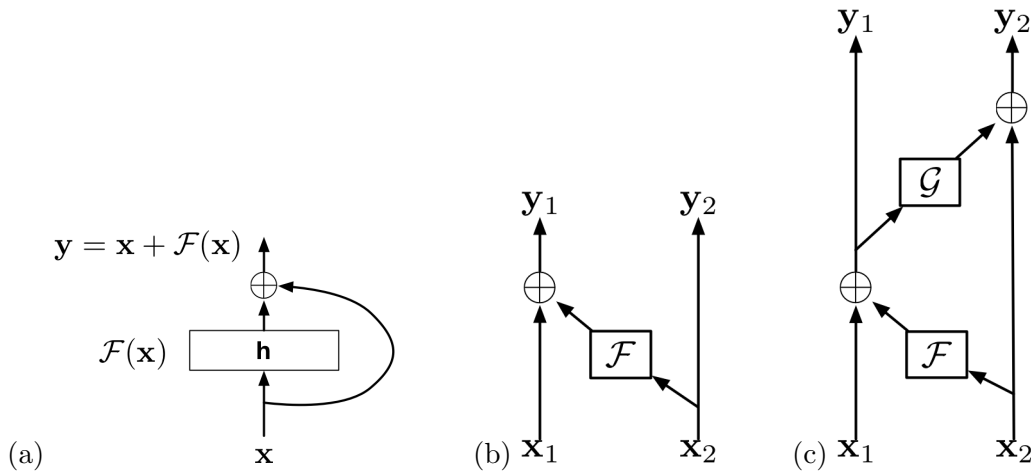 y = x + F(x)
F(x)
h
x
(a)
y₁
y₂
F
x₁
x₂
(b)
y₁
y₂
G
F
x₁
x₂
(c)